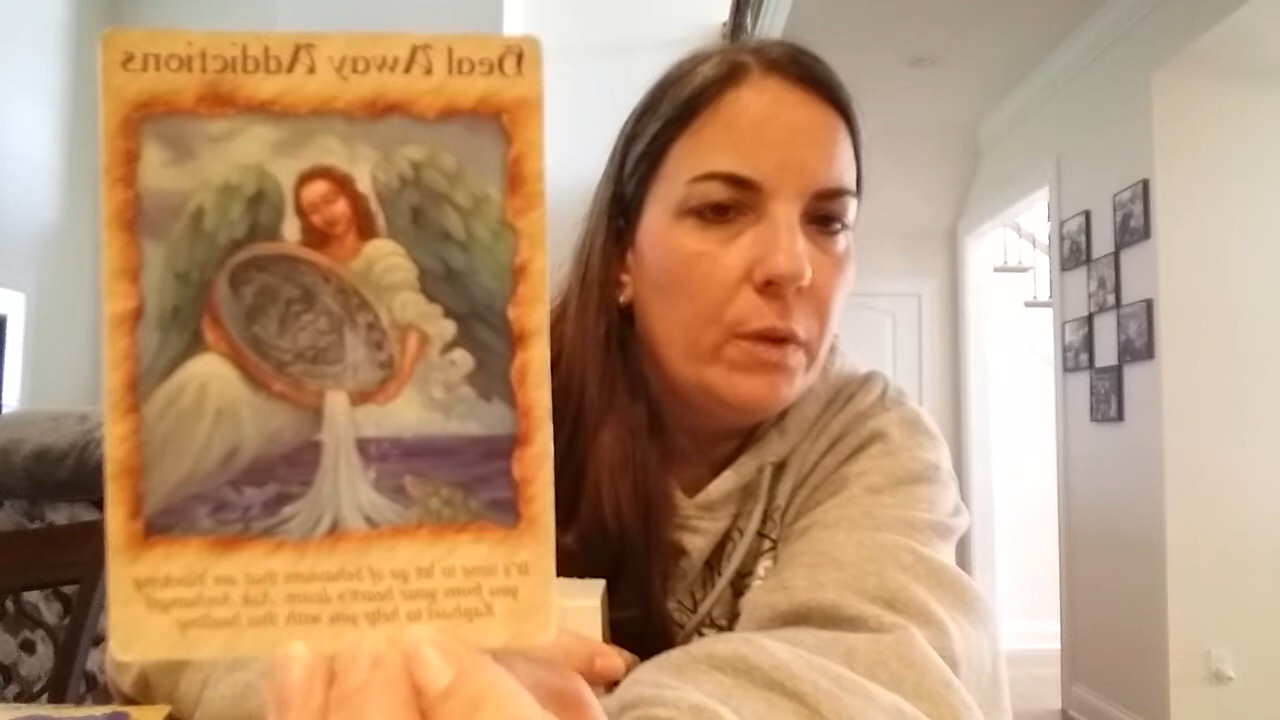 Heal Away Addictions
It's time to let go of behaviours that are blocking
you from your heart's desire. Ask Archangel
Raphael to help you with this healing.